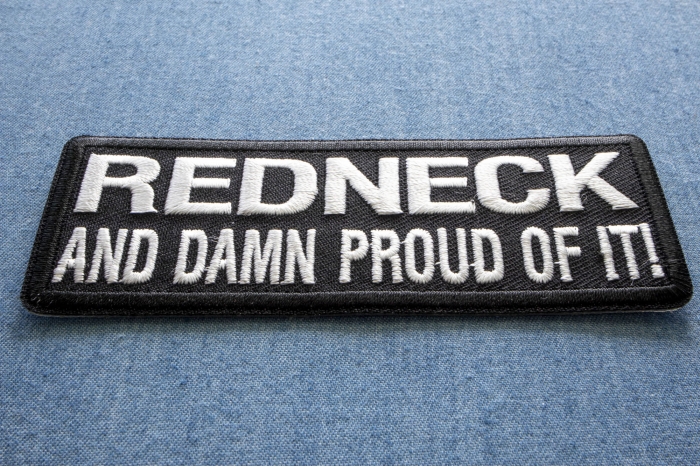 REDNECK
AND DAMN PROUD OF IT!